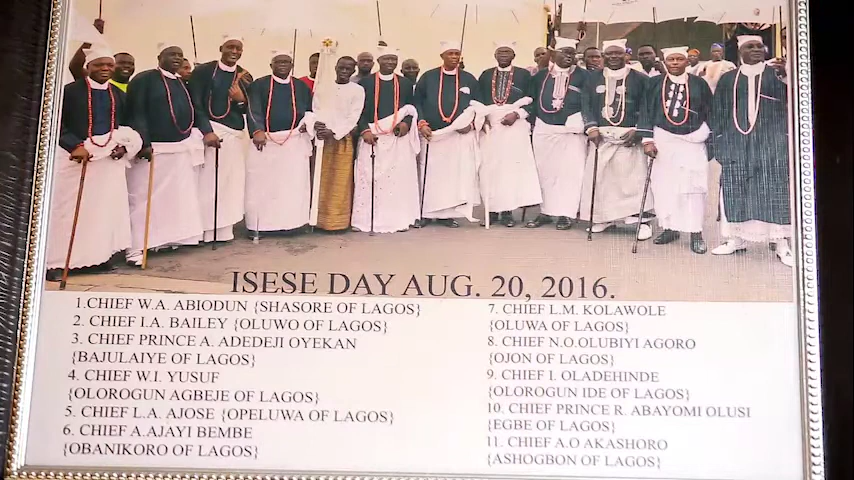 ISESE DAY AUG. 20, 2016.
1.CHIEF W.A. ABIODUN {SHASORE OF LAGOS}
2. CHIEF I.A. BAILEY {OLUWO OF LAGOS}
3. CHIEF PRINCE A. ADEDEJI OYEKAN
{BAJULAIYE OF LAGOS}
4. CHIEF W.I. YUSUF
{OLOROGUN AGBEJE OF LAGOS}
5. CHIEF L.A. AJOSE {OPELUWA OF LAGOS}
6. CHIEF A.AJAYI BEMBE
{OBANIKORO OF LAGOS}
7. CHIEF L.M. KOLAWOLE
{OLUWA OF LAGOS}
8. CHIEF N.O.OLUBIYI AGORO
{OJON OF LAGOS}
9. CHIEF I. OLADEHINDE
{OLOROGUN IDE OF LAGOS}
10. CHIEF PRINCE R. ABAYOMI OLUSI
{EGBE OF LAGOS}
11. CHIEF A.O AKASHORO
{ASHOGBON OF LAGOS}